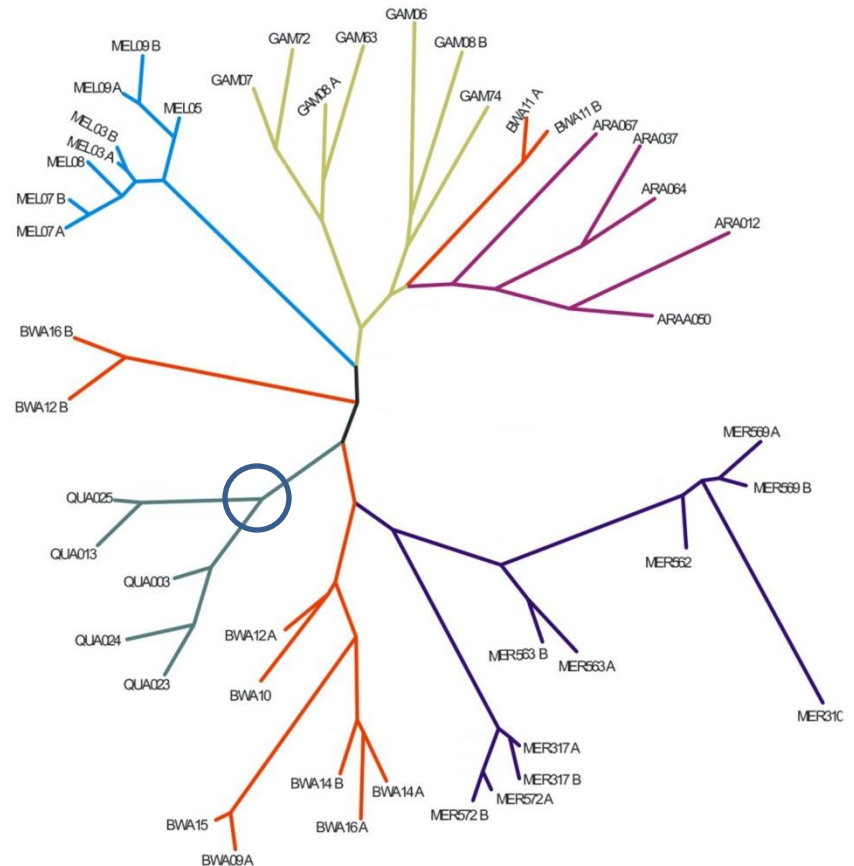 GAM06
GAM63
GAM72
MEL09 B
GAM08 B
GAM07
MEL09 A
GAM08 A
GAM74
BWA11 A
MEL05
BWA11 B
MEL03 B
ARA067
MEL03 A
ARA037
MEL08
ARA064
MEL07 B
MEL07 A
ARA012
ARAA050
BWA16 B
BWA12 B
MER569 A
MER569 B
QUA025
QUA013
MER562
QUA003
BWA12 A
QUA024
MER563 B
MER563 A
QUA023
BWA10
MER310
MER317 A
MER317 B
BWA14 B
BWA14 A
MER572 A
MER572 B
BWA15
BWA16 A
BWA09 A